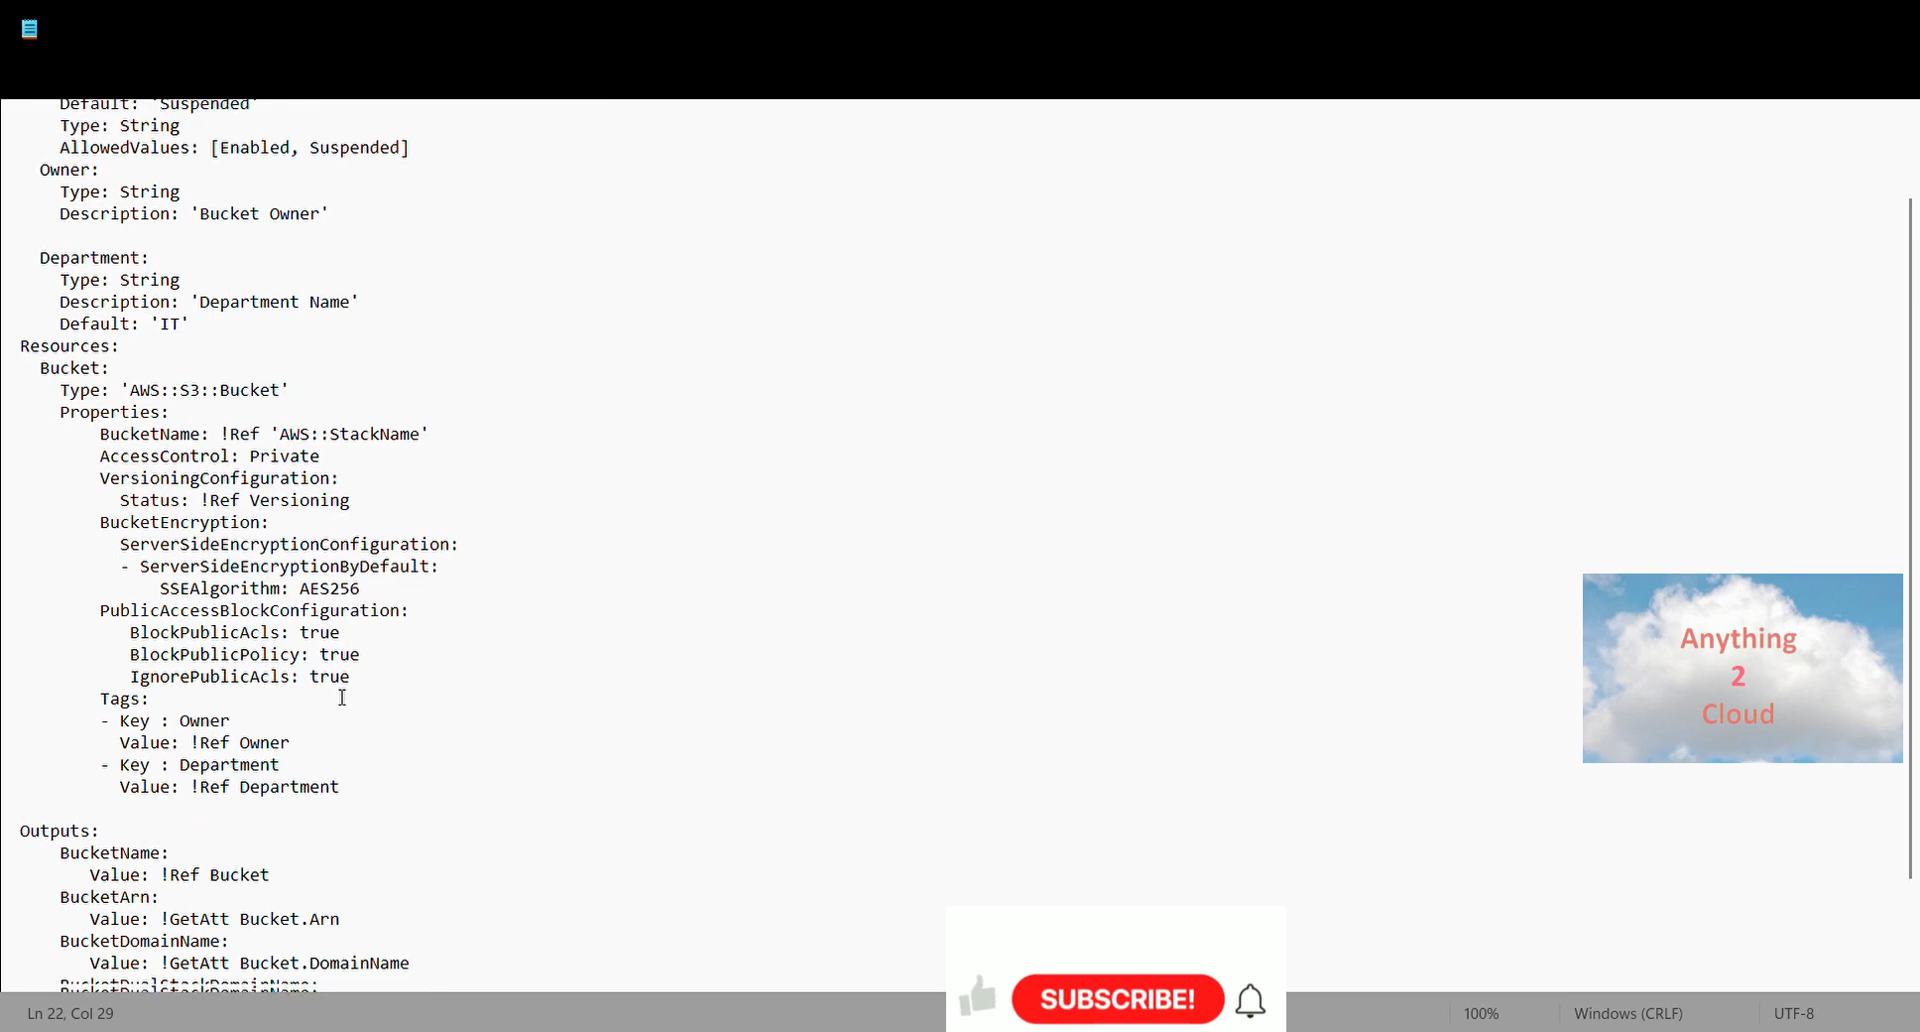 Default: 'Suspended'
Type: String
AllowedValues: [Enabled, Suspended]
Owner:
Type: String
Description: 'Bucket Owner'
Department:
Type: String
Description: 'Department Name'
Default: 'IT'
Resources:
Bucket:
Type: 'AWS::S3::Bucket'
Properties:
BucketName: !Ref 'AWS::StackName'
AccessControl: Private
VersioningConfiguration:
Status: !Ref Versioning
BucketEncryption:
ServerSideEncryptionConfiguration:
- ServerSideEncryptionByDefault:
SSEAlgorithm: AES256
PublicAccessBlockConfiguration:
BlockPublicAcls: true
BlockPublicPolicy: true
IgnorePublicAcls: true
Tags:
- Key : Owner
Value: !Ref Owner
- Key : Department
Value: !Ref Department
Outputs:
BucketName:
Value: !Ref Bucket
BucketArn:
Value: !GetAtt Bucket.Arn
BucketDomainName:
Value: !GetAtt Bucket.DomainName
BucketDualStackDomainName:
Anything
2
Cloud
SUBSCRIBE!
Ln 22, Col 29
100%
Windows (CRLF)
UTF-8